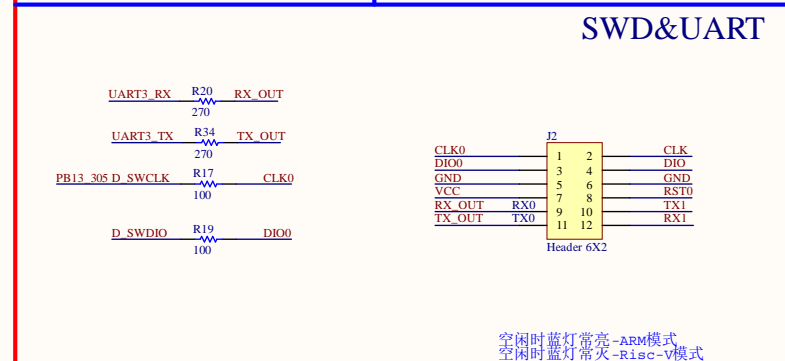 SWD&UART
UART3_RX R20 RX_OUT
270
UART3_TX R34 TX_OUT
270
PB13_305 D_SWCLK R17 CLK0
100
D_SWDIO R19 DIO0
100
J2
CLK0 1 2 CLK
DIO0 3 4 DIO
GND 5 6 GND
VCC 7 8 RST0
RX_OUT RX0 9 10 TX1
TX_OUT TX0 11 12 RX1
Header 6X2
空闲时蓝灯常亮-ARM模式
空闲时蓝灯常灭-Risc-V模式